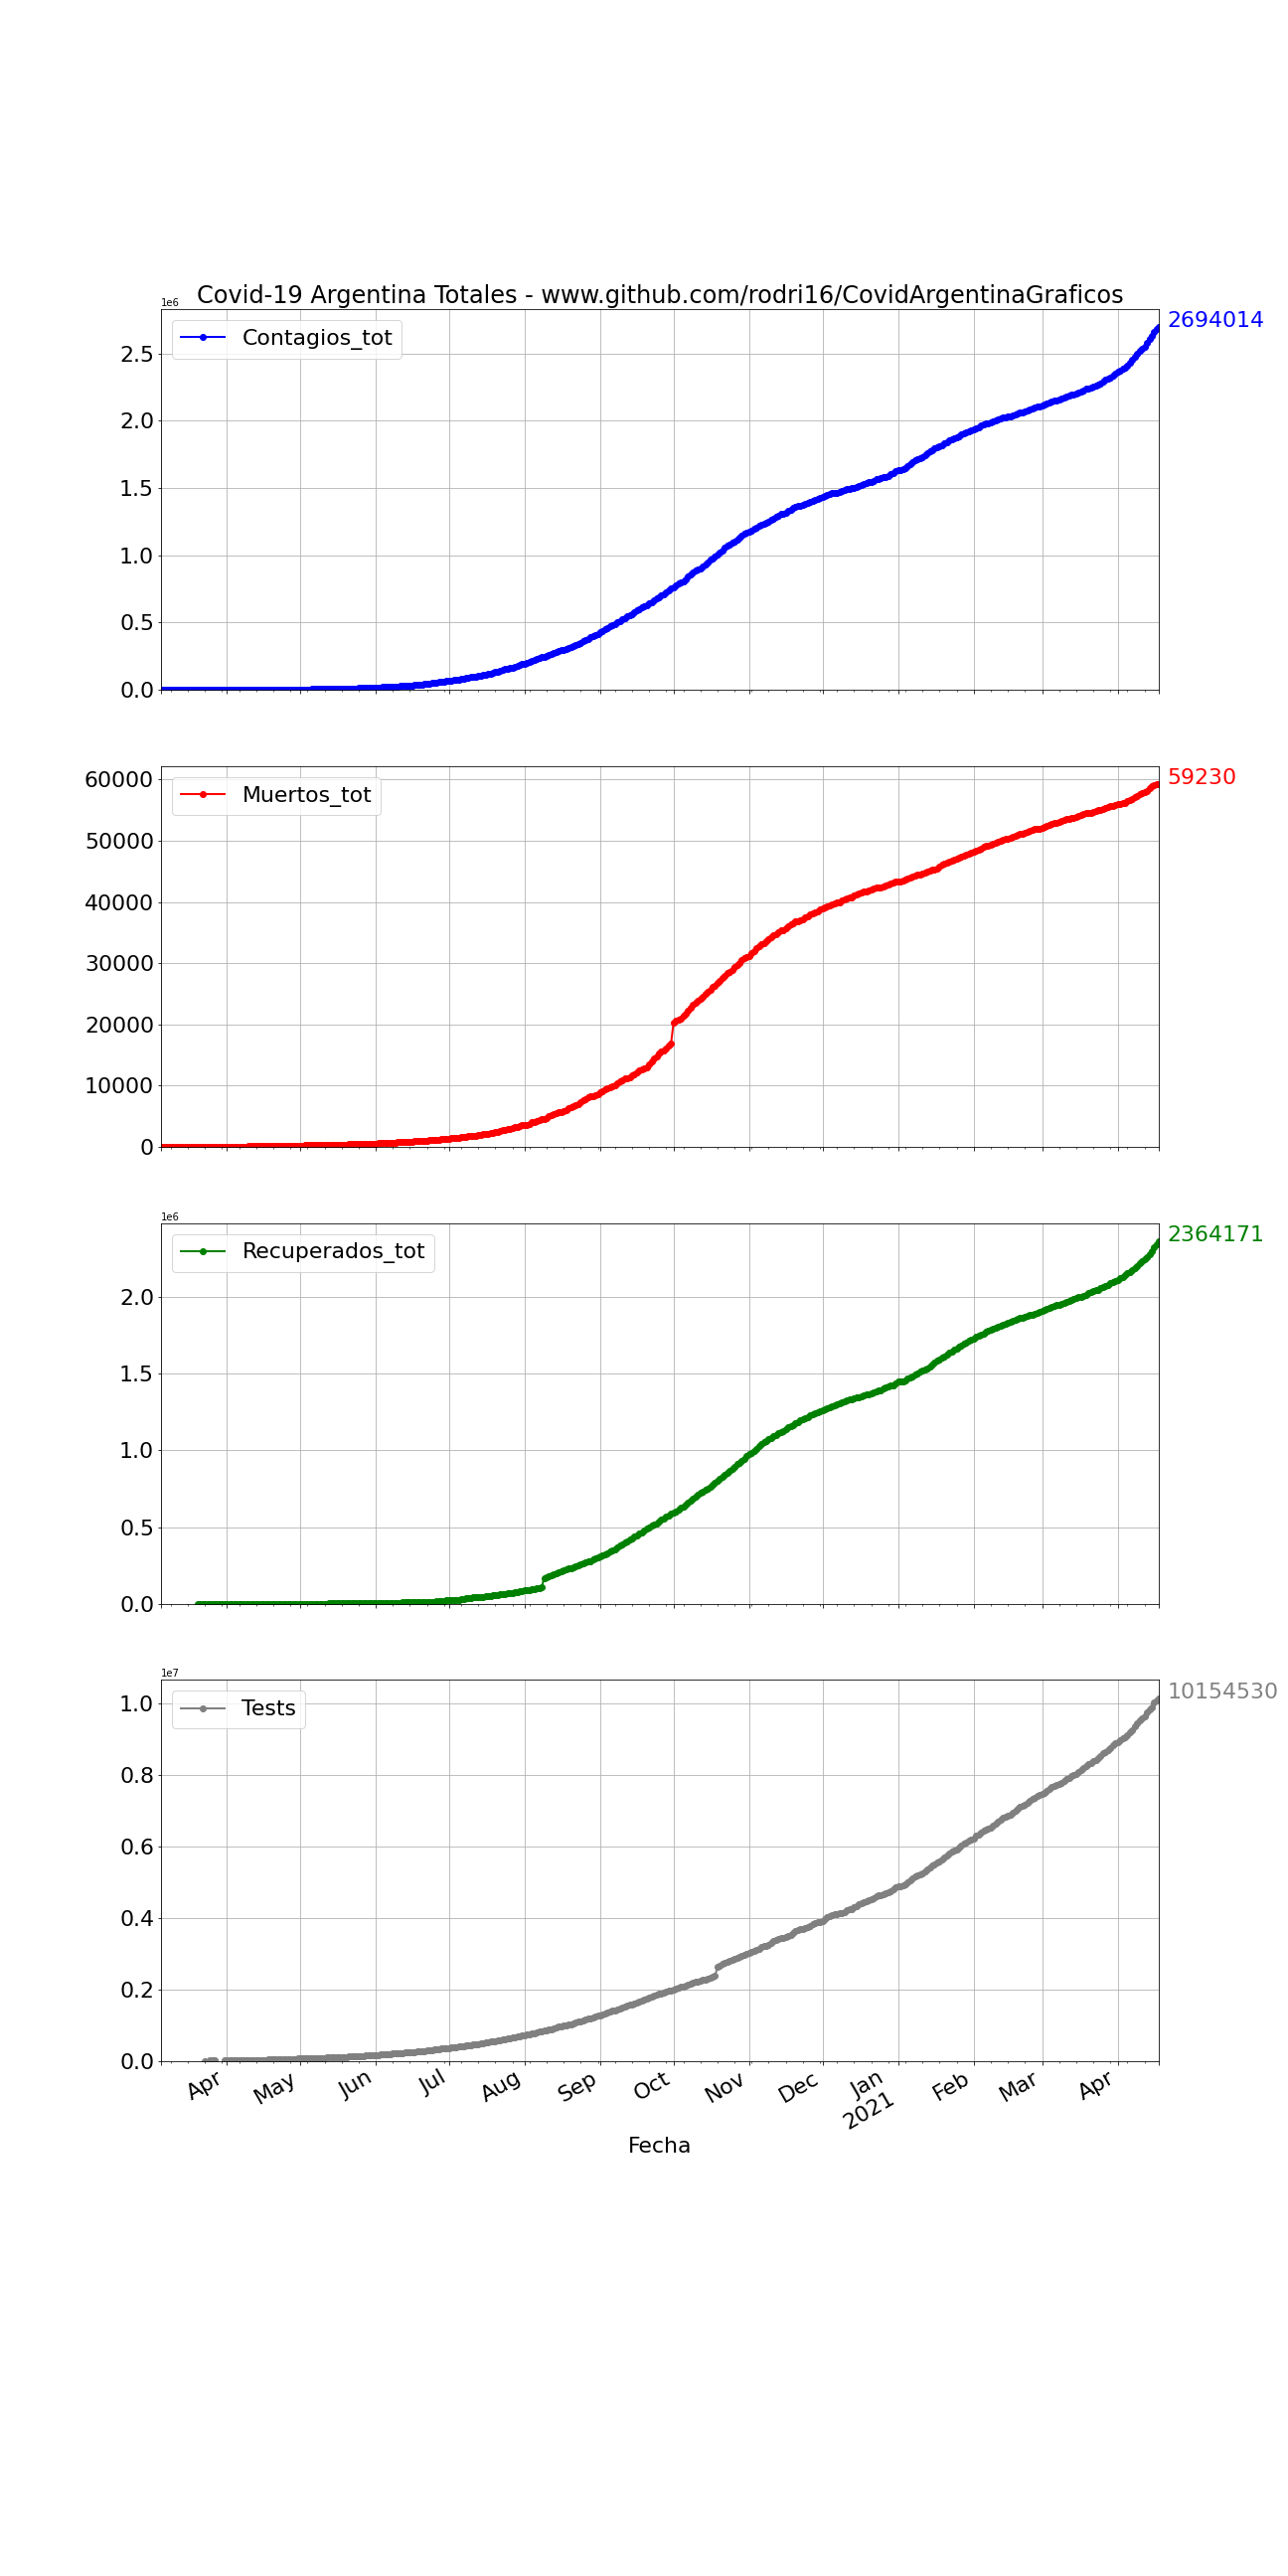 Covid-19 Argentina Totales - www.github.com/rodri16/CovidArgentinaGraficos
1e6
2694014
Contagios_tot
2.5
2.0
1.5
1.0
0.5
0.0
59230
60000
Muertos_tot
50000
40000
30000
20000
10000
0
1e6
2364171
Recuperados_tot
2.0
1.5
1.0
0.5
0.0
1e7
10154530
Tests
1.0
0.8
0.6
0.4
0.2
0.0
Apr May Jun Jul Aug Sep Oct Nov Dec Jan Feb Mar Apr
2021
Fecha